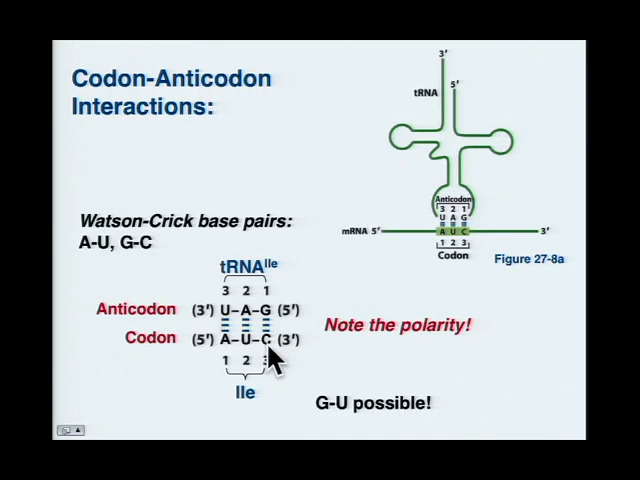 Codon-Anticodon
Interactions:
3′
5′
tRNA
Anticodon
3 2 1
U A G
mRNA 5′
A U C
3′
1 2 3
Codon
Figure 27-8a
Watson-Crick base pairs:
A-U, G-C
tRNAIle
3 2 1
Anticodon (3′) U–A–G (5′)
Codon (5′) A–U–C (3′)
1 2 3
Ile
Note the polarity!
G-U possible!